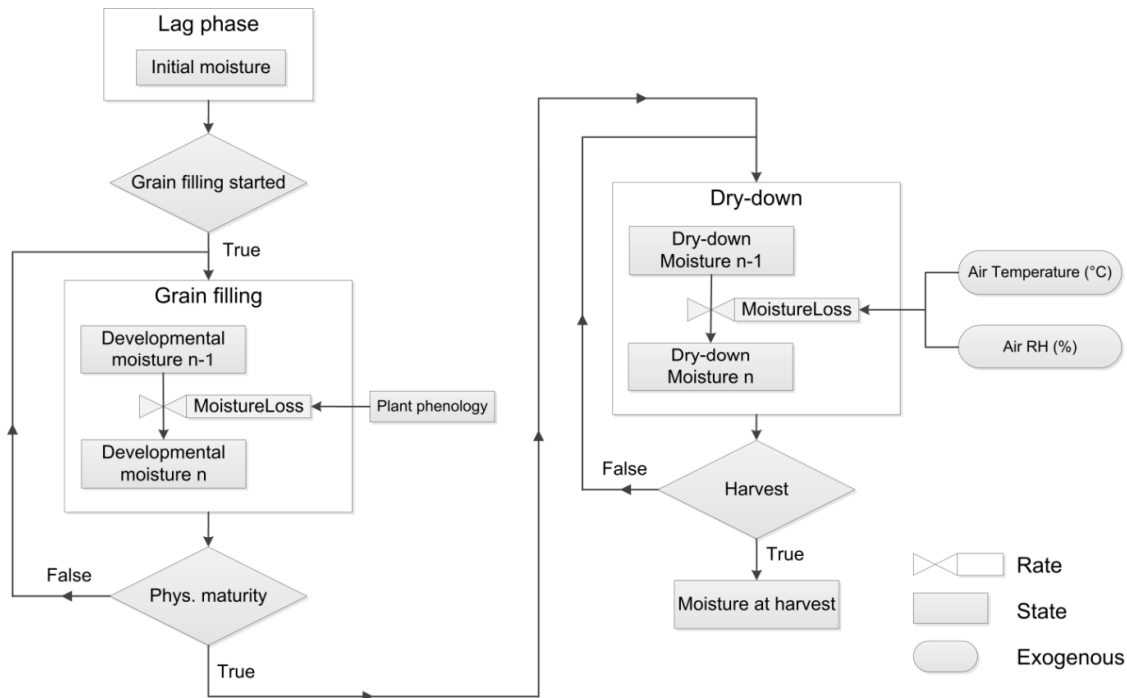 Lag phase
Initial moisture
Grain filling started
True
Grain filling
Developmental
moisture n-1
MoistureLoss
Plant phenology
Developmental
moisture n
False
Phys. maturity
True
Dry-down
Dry-down
Moisture n-1
MoistureLoss
Air Temperature (°C)
Air RH (%)
Dry-down
Moisture n
False
Harvest
True
Moisture at harvest
Rate
State
Exogenous